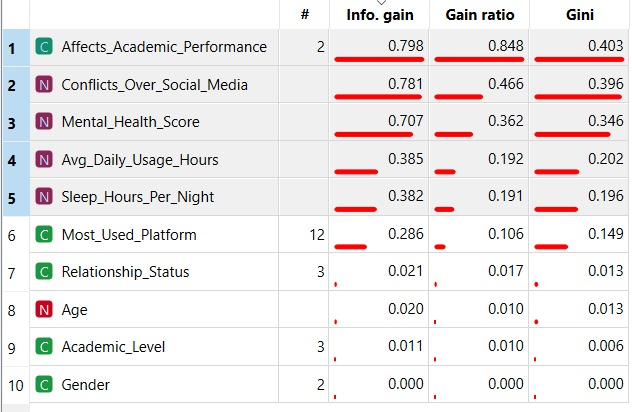 # Info. gain Gain ratio Gini
1 C Affects_Academic_Performance 2 0.798 0.848 0.403
2 N Conflicts_Over_Social_Media 0.781 0.466 0.396
3 N Mental_Health_Score 0.707 0.362 0.346
4 N Avg_Daily_Usage_Hours 0.385 0.192 0.202
5 N Sleep_Hours_Per_Night 0.382 0.191 0.196
6 C Most_Used_Platform 12 0.286 0.106 0.149
7 C Relationship_Status 3 0.021 0.017 0.013
8 N Age 0.020 0.010 0.013
9 C Academic_Level 3 0.011 0.010 0.006
10 C Gender 2 0.000 0.000 0.000